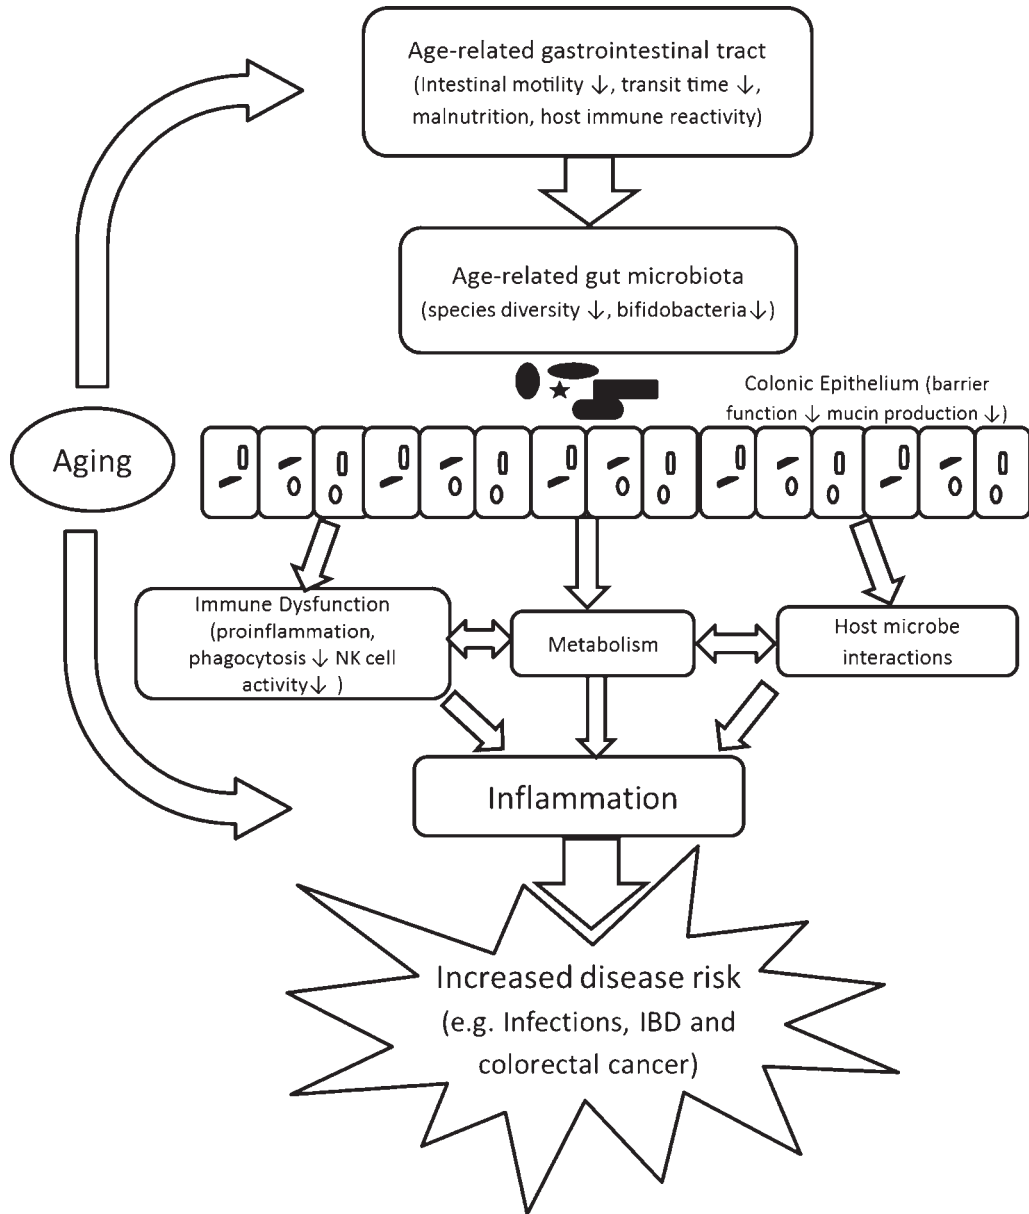 Age-related gastrointestinal tract
(Intestinal motility ↓, transit time ↓,
malnutrition, host immune reactivity)
Age-related gut microbiota
(species diversity ↓, bifidobacteria↓)
Colonic Epithelium (barrier
function ↓ mucin production ↓)
Aging
Immune Dysfunction
(proinflammation,
phagocytosis ↓ NK cell
activity↓ )
Metabolism
Host microbe
interactions
Inflammation
Increased disease risk
(e.g. Infections, IBD and
colorectal cancer)